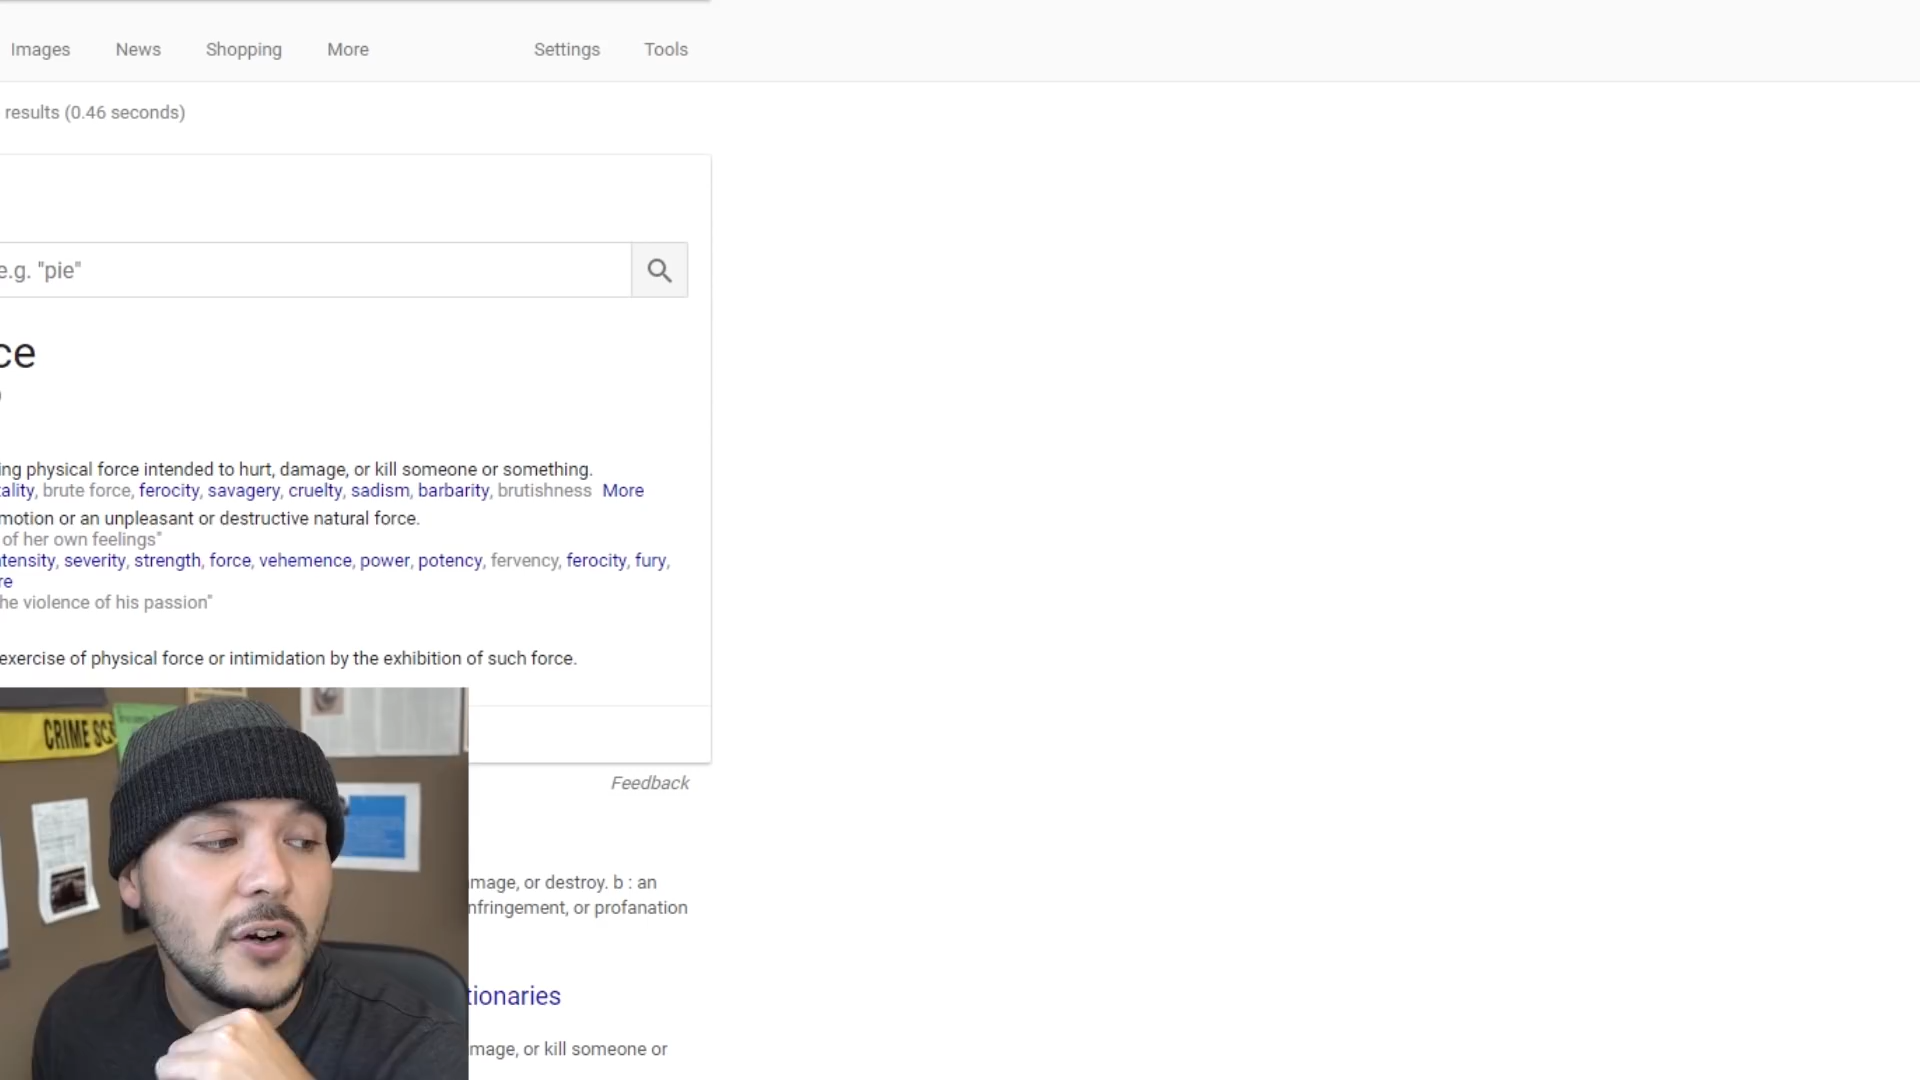 Images News Shopping More Settings Tools
results (0.46 seconds)
e.g. "pie"
ce
ing physical force intended to hurt, damage, or kill someone or something.
ality, brute force, ferocity, savagery, cruelty, sadism, barbarity, brutishness More
motion or an unpleasant or destructive natural force.
of her own feelings"
ntensity, severity, strength, force, vehemence, power, potency, fervency, ferocity, fury,
re
he violence of his passion"
exercise of physical force or intimidation by the exhibition of such force.
CRIME SC
Feedback
mage, or destroy. b : an
nfringement, or profanation
tionaries
mage, or kill someone or